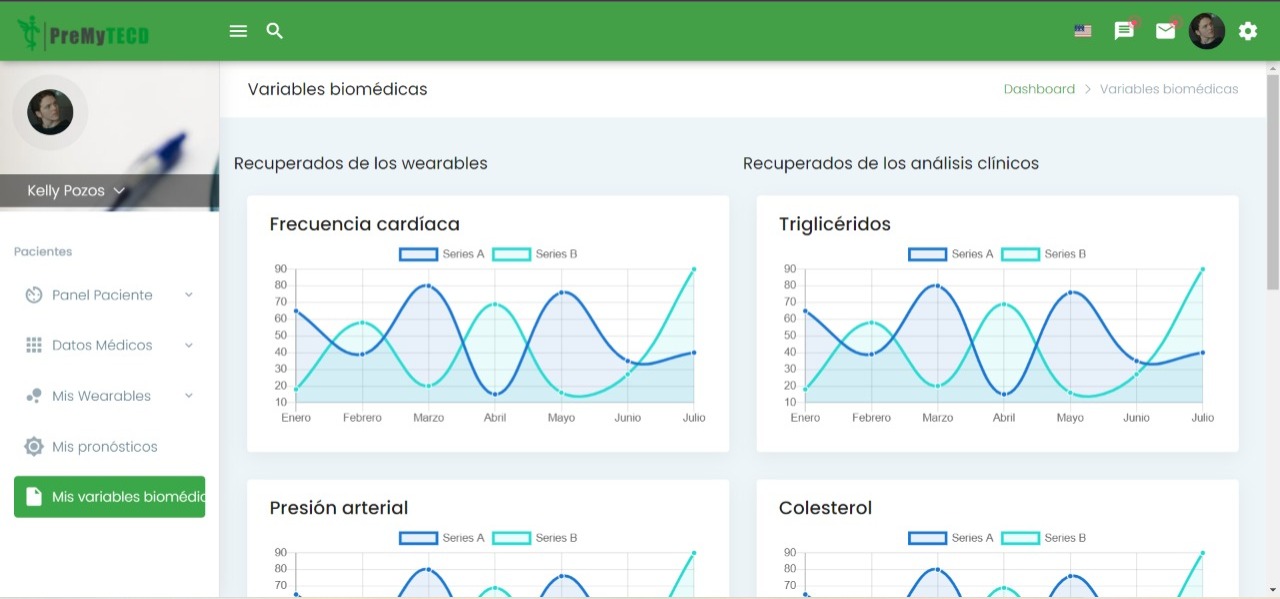 PreMyTECD
Variables biomédicas
Dashboard > Variables biomédicas
Kelly Pozos
Pacientes
Panel Paciente
Datos Médicos
Mis Wearables
Mis pronósticos
Mis variables biomédic
Recuperados de los wearables
Frecuencia cardíaca
Series A Series B
90
80
70
60
50
40
30
20
10
Enero Febrero Marzo Abril Mayo Junio Julio
Presión arterial
Series A Series B
90
80
70
Recuperados de los análisis clínicos
Triglicéridos
Series A Series B
90
80
70
60
50
40
30
20
10
Enero Febrero Marzo Abril Mayo Junio Julio
Colesterol
Series A Series B
90
80
70